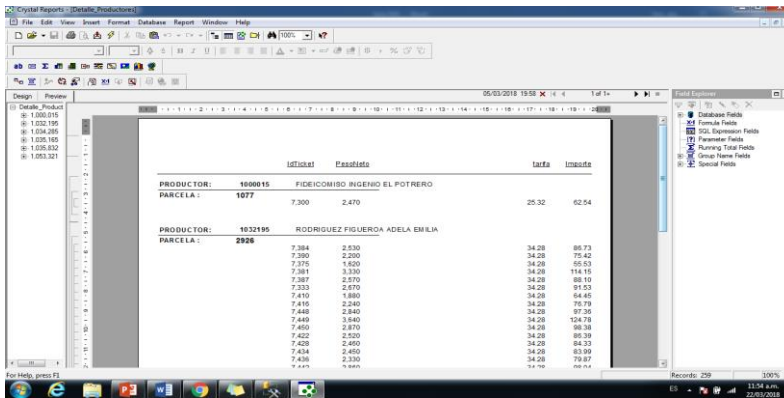 Crystal Reports - [Detalle_Productores]
File Edit View Insert Format Database Report Window Help
100%
Design Preview 05/03/2018 19:58 1 of 1+
Detalle_Product
1.000.015
1.032.195
1.034.285
1.035.165
1.035.832
1.053.321
Field Explorer
Database Fields
Formula Fields
SQL Expression Fields
Parameter Fields
Running Total Fields
Group Name Fields
Special Fields
IdTicket PesoNeto tarifa Importe
PRODUCTOR: 1000015 FIDEICOMISO INGENIO EL POTRERO
PARCELA : 1077
7,300 2,470 25.32 62.54
PRODUCTOR: 1032195 RODRIGUEZ FIGUEROA ADELA EMILIA
PARCELA : 2926
7,384 2,530 34.28 86.73
7,390 2,200 34.28 75.42
7,375 1,620 34.28 55.53
7,381 3,330 34.28 114.15
7,387 2,570 34.28 88.10
7,333 2,670 34.28 91.53
7,410 1,880 34.28 64.45
7,416 2,240 34.28 76.79
7,448 2,840 34.28 97.36
7,449 3,640 34.28 124.78
7,450 2,870 34.28 98.38
7,422 2,520 34.28 86.39
7,428 2,460 34.28 84.33
7,434 2,450 34.28 83.99
7,436 2,330 34.28 79.87
For Help, press F1 Records: 259 100%
ES 11:54 a.m.
22/03/2018